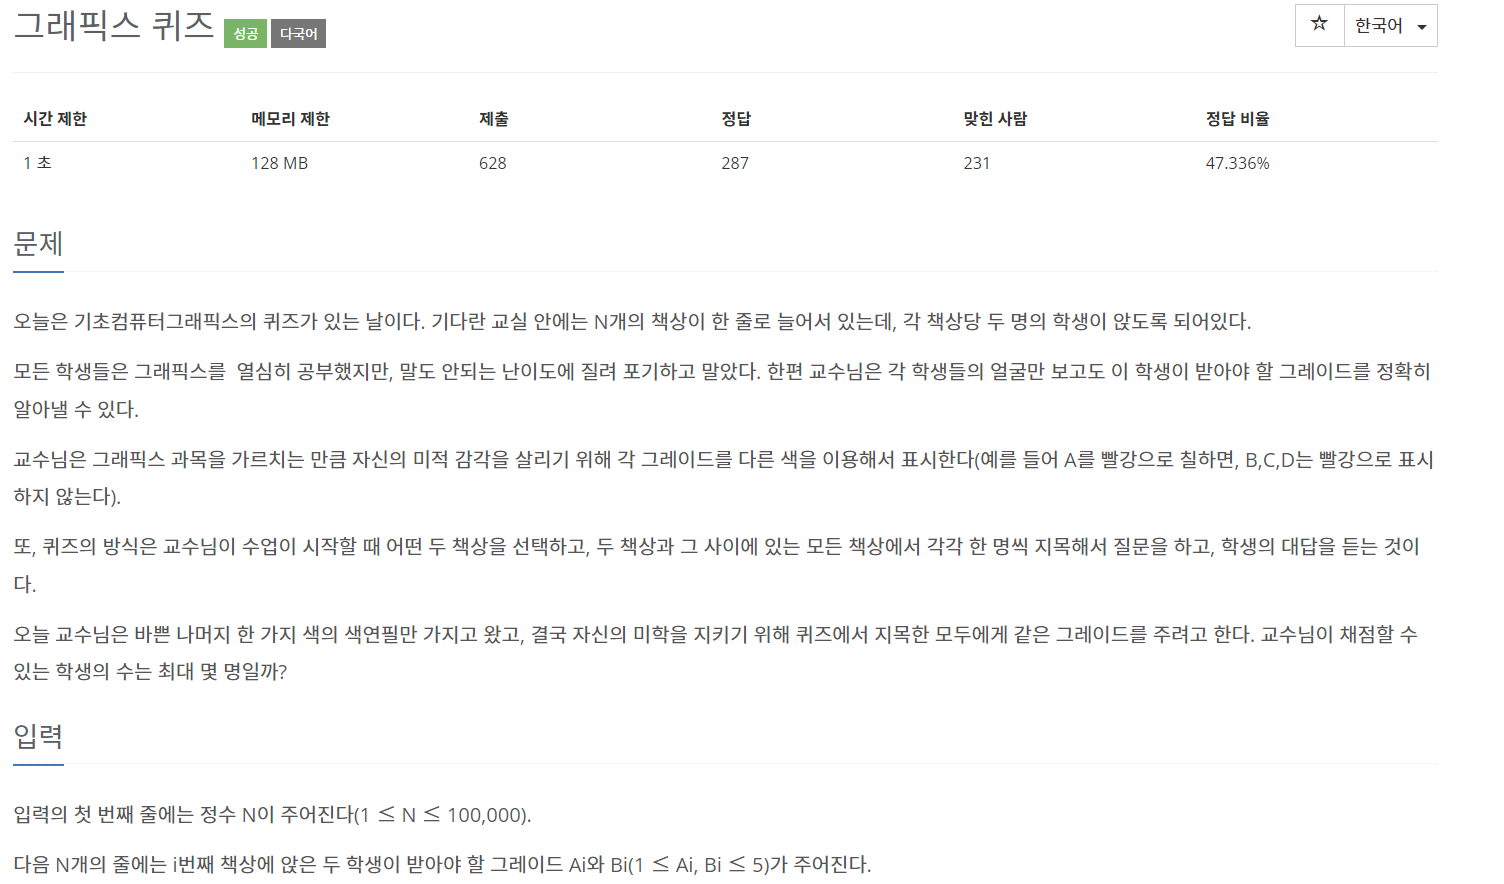 그래픽스 퀴즈 성공 다국어
☆ 한국어
시간 제한 메모리 제한 제출 정답 맞힌 사람 정답 비율
1 초 128 MB 628 287 231 47.336%
문제
오늘은 기초컴퓨터그래픽스의 퀴즈가 있는 날이다. 기다란 교실 안에는 N개의 책상이 한 줄로 늘어서 있는데, 각 책상당 두 명의 학생이 앉도록 되어있다.
모든 학생들은 그래픽스를  열심히 공부했지만, 말도 안되는 난이도에 질려 포기하고 말았다. 한편 교수님은 각 학생들의 얼굴만 보고도 이 학생이 받아야 할 그레이드를 정확히
알아낼 수 있다.
교수님은 그래픽스 과목을 가르치는 만큼 자신의 미적 감각을 살리기 위해 각 그레이드를 다른 색을 이용해서 표시한다(예를 들어 A를 빨강으로 칠하면, B,C,D는 빨강으로 표시
하지 않는다).
또, 퀴즈의 방식은 교수님이 수업이 시작할 때 어떤 두 책상을 선택하고, 두 책상과 그 사이에 있는 모든 책상에서 각각 한 명씩 지목해서 질문을 하고, 학생의 대답을 듣는 것이
다.
오늘 교수님은 바쁜 나머지 한 가지 색의 색연필만 가지고 왔고, 결국 자신의 미학을 지키기 위해 퀴즈에서 지목한 모두에게 같은 그레이드를 주려고 한다. 교수님이 채점할 수
있는 학생의 수는 최대 몇 명일까?
입력
입력의 첫 번째 줄에는 정수 N이 주어진다(1 ≤ N ≤ 100,000).
다음 N개의 줄에는 i번째 책상에 앉은 두 학생이 받아야 할 그레이드 Ai와 Bi(1 ≤ Ai, Bi ≤ 5)가 주어진다.